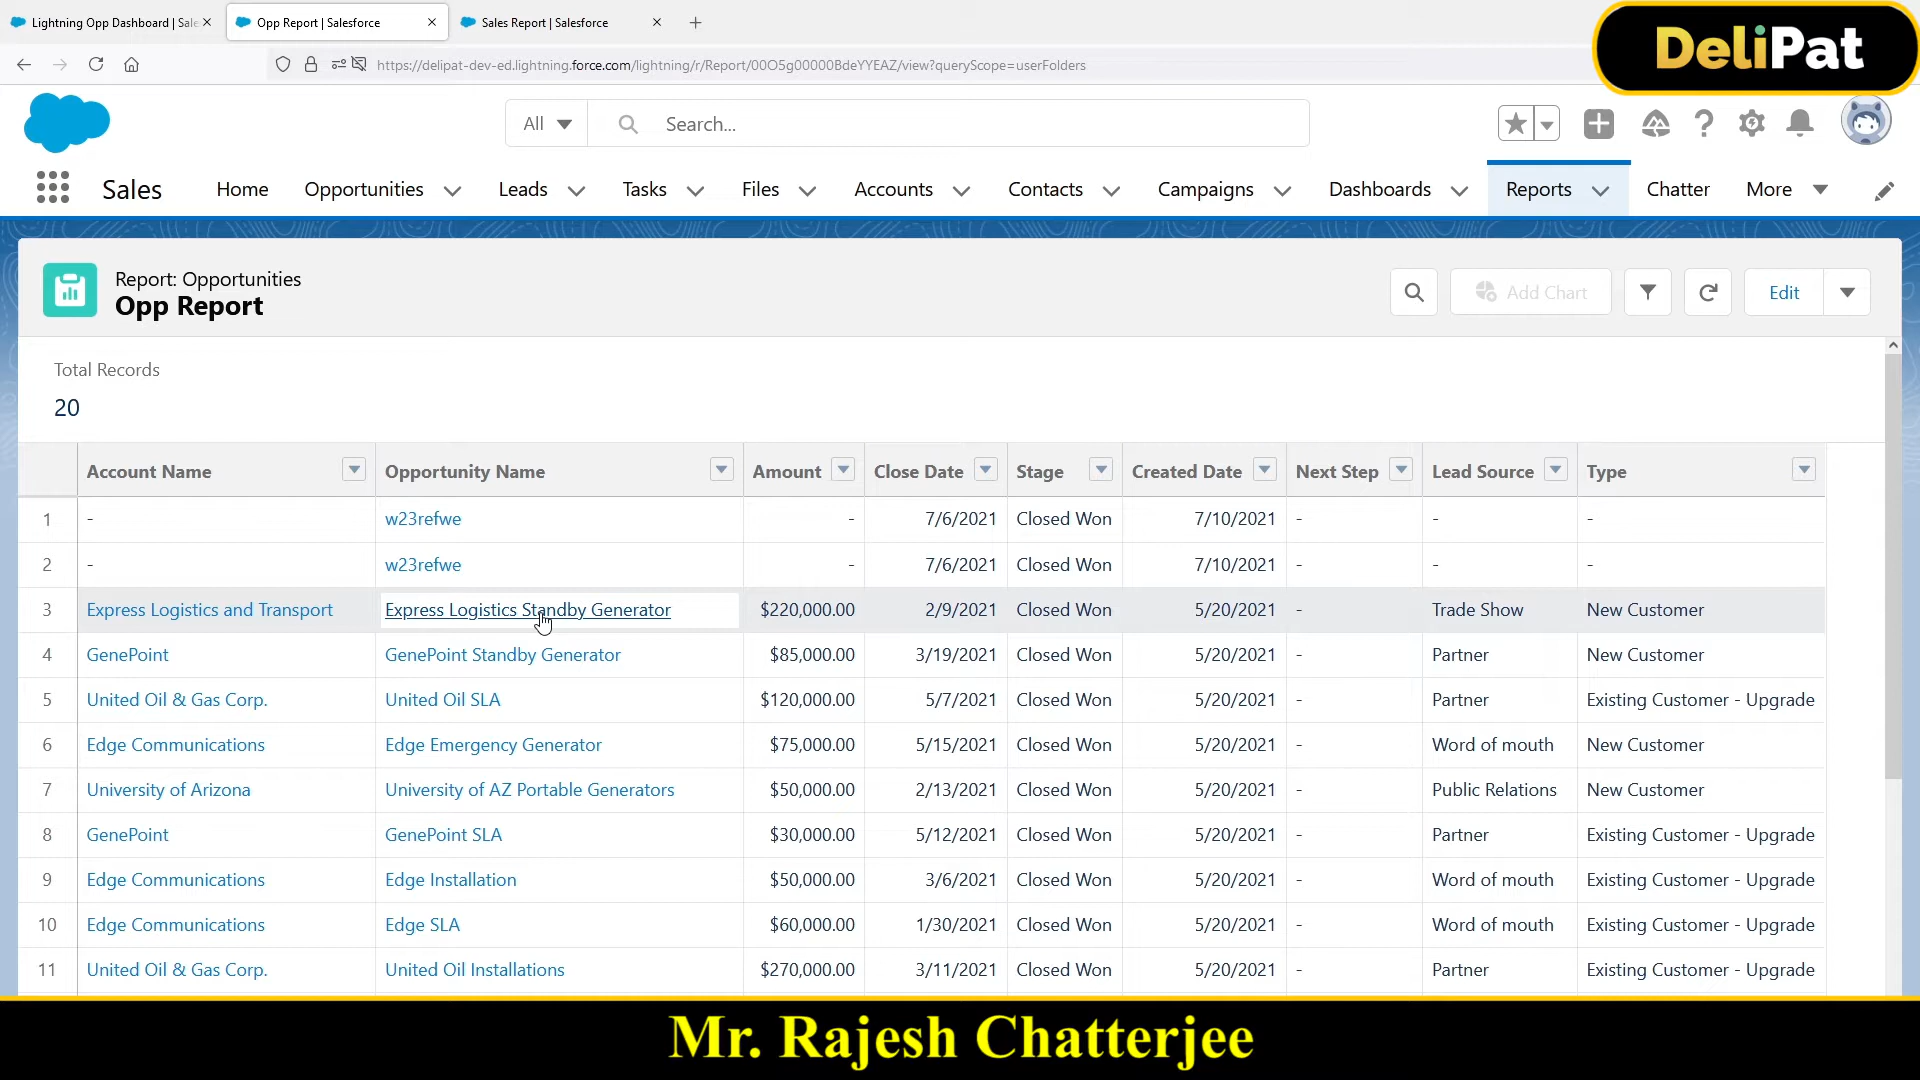 Lightning Opp Dashboard | Sale
Opp Report | Salesforce
Sales Report | Salesforce
https://delipat-dev-ed.lightning.force.com/lightning/r/Report/00O5g00000BdeYYEAZ/view?queryScope=userFolders
DeliPat
All
Search...
Sales
Home
Opportunities
Leads
Tasks
Files
Accounts
Contacts
Campaigns
Dashboards
Reports
Chatter
More
Report: Opportunities
Opp Report
Add Chart
Edit
Total Records
20
Account Name Opportunity Name Amount Close Date Stage Created Date Next Step Lead Source Type
1 - w23refwe - 7/6/2021 Closed Won 7/10/2021 - - -
2 - w23refwe - 7/6/2021 Closed Won 7/10/2021 - - -
3 Express Logistics and Transport Express Logistics Standby Generator $220,000.00 2/9/2021 Closed Won 5/20/2021 - Trade Show New Customer
4 GenePoint GenePoint Standby Generator $85,000.00 3/19/2021 Closed Won 5/20/2021 - Partner New Customer
5 United Oil & Gas Corp. United Oil SLA $120,000.00 5/7/2021 Closed Won 5/20/2021 - Partner Existing Customer - Upgrade
6 Edge Communications Edge Emergency Generator $75,000.00 5/15/2021 Closed Won 5/20/2021 - Word of mouth New Customer
7 University of Arizona University of AZ Portable Generators $50,000.00 2/13/2021 Closed Won 5/20/2021 - Public Relations New Customer
8 GenePoint GenePoint SLA $30,000.00 5/12/2021 Closed Won 5/20/2021 - Partner Existing Customer - Upgrade
9 Edge Communications Edge Installation $50,000.00 3/6/2021 Closed Won 5/20/2021 - Word of mouth Existing Customer - Upgrade
10 Edge Communications Edge SLA $60,000.00 1/30/2021 Closed Won 5/20/2021 - Word of mouth Existing Customer - Upgrade
11 United Oil & Gas Corp. United Oil Installations $270,000.00 3/11/2021 Closed Won 5/20/2021 - Partner Existing Customer - Upgrade
Mr. Rajesh Chatterjee